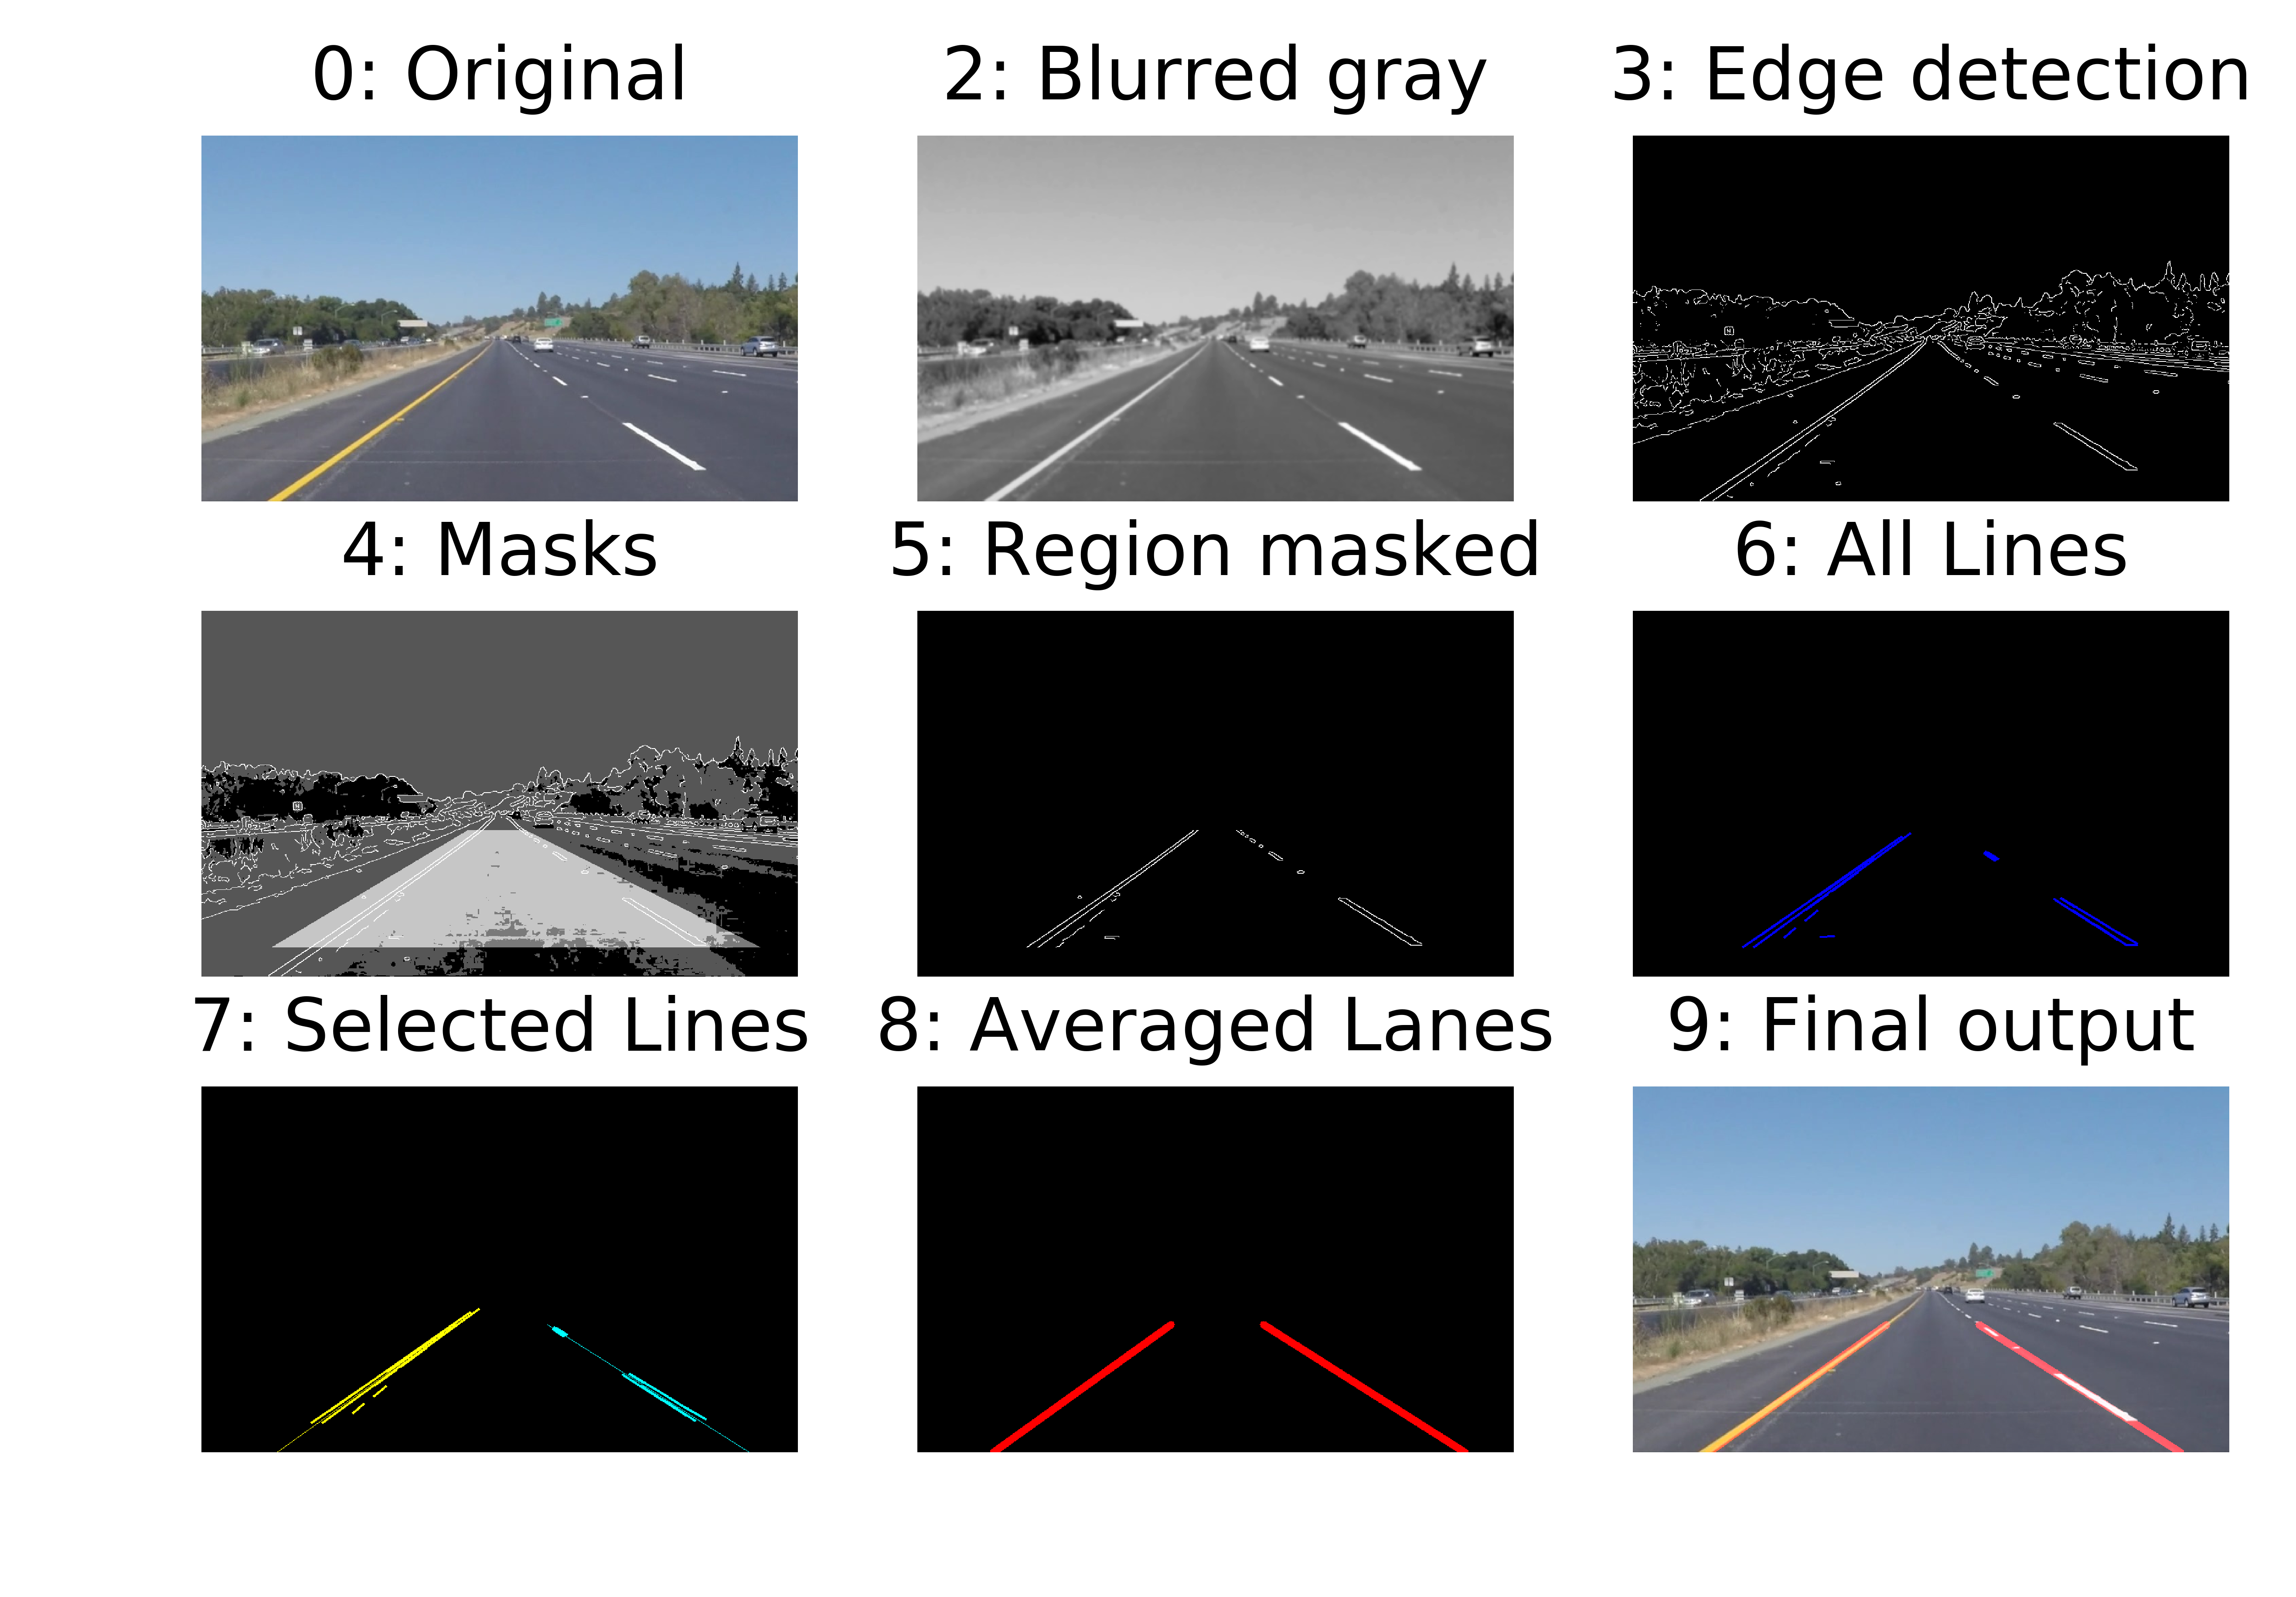 0: Original
2: Blurred gray
3: Edge detection
4: Masks
5: Region masked
6: All Lines
7: Selected Lines
8: Averaged Lanes
9: Final output